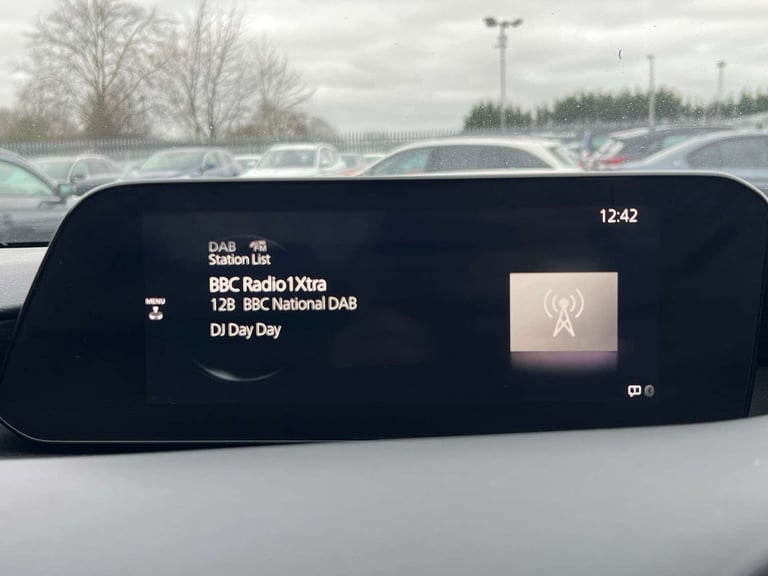 12:42
DAB FM
Station List
BBC Radio1Xtra
MENU
12B BBC National DAB
DJ Day Day